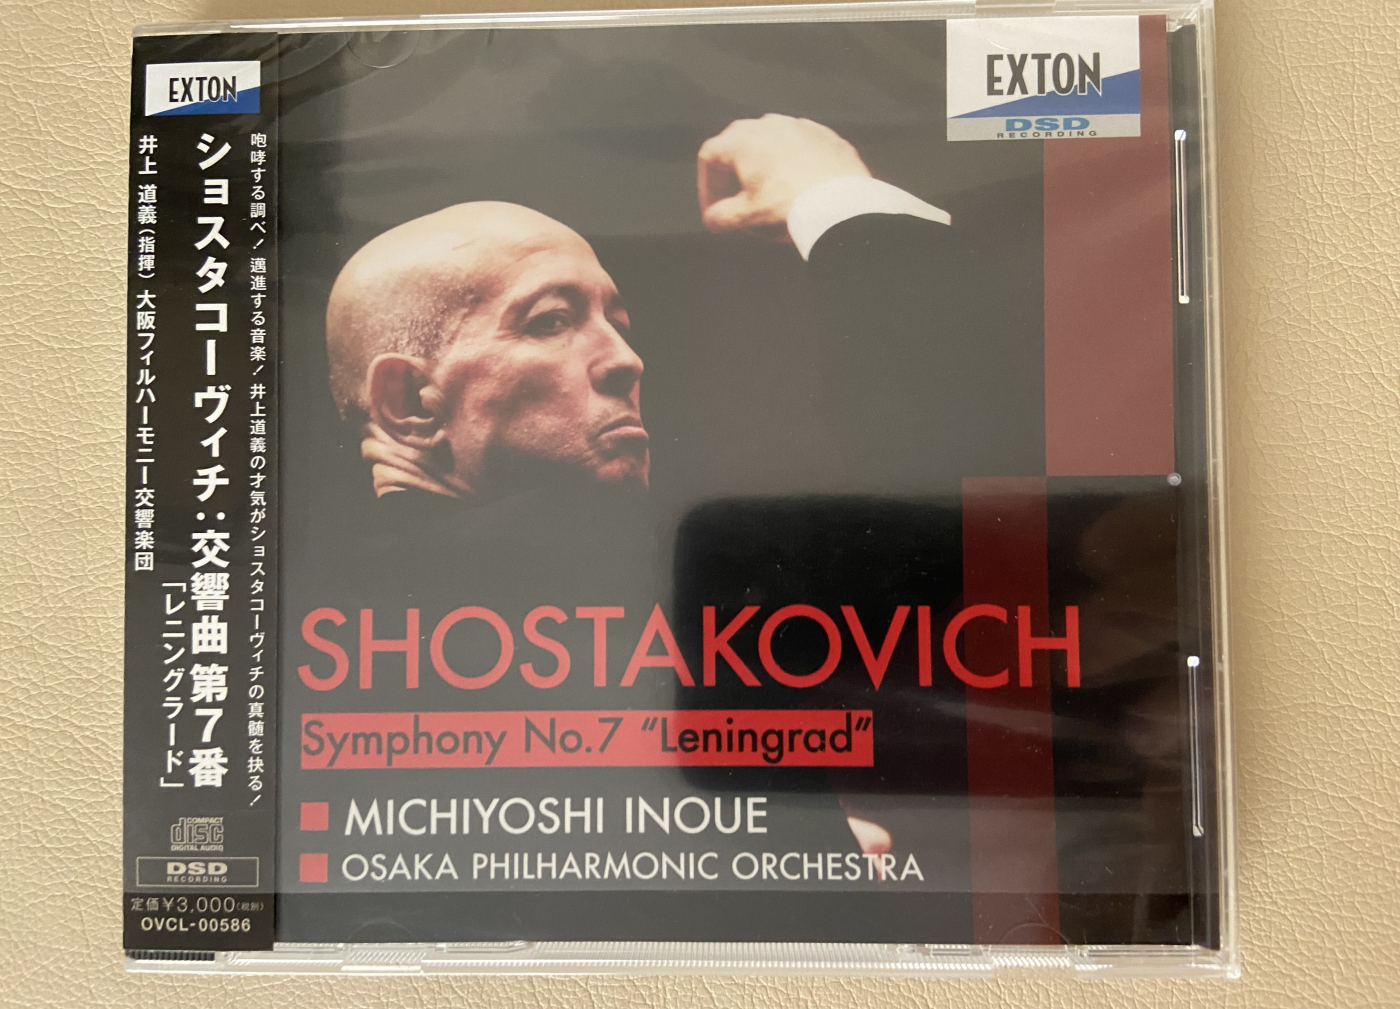 EXTON
咆哮する調べ！邁進する音楽！井上道義の才気がショスタコーヴィチの真髄を抉る！
ショスタコーヴィチ：交響曲 第7番
「レニングラード」
井上 道義（指揮） 大阪フィルハーモニー交響楽団
COMPACT
disc
DIGITAL AUDIO
DSD
RECORDING
定価¥3,000(税別)
OVCL-00586
EXTON
DSD
RECORDING
SHOSTAKOVICH
Symphony No.7 “Leningrad”
MICHIYOSHI INOUE
OSAKA PHILHARMONIC ORCHESTRA